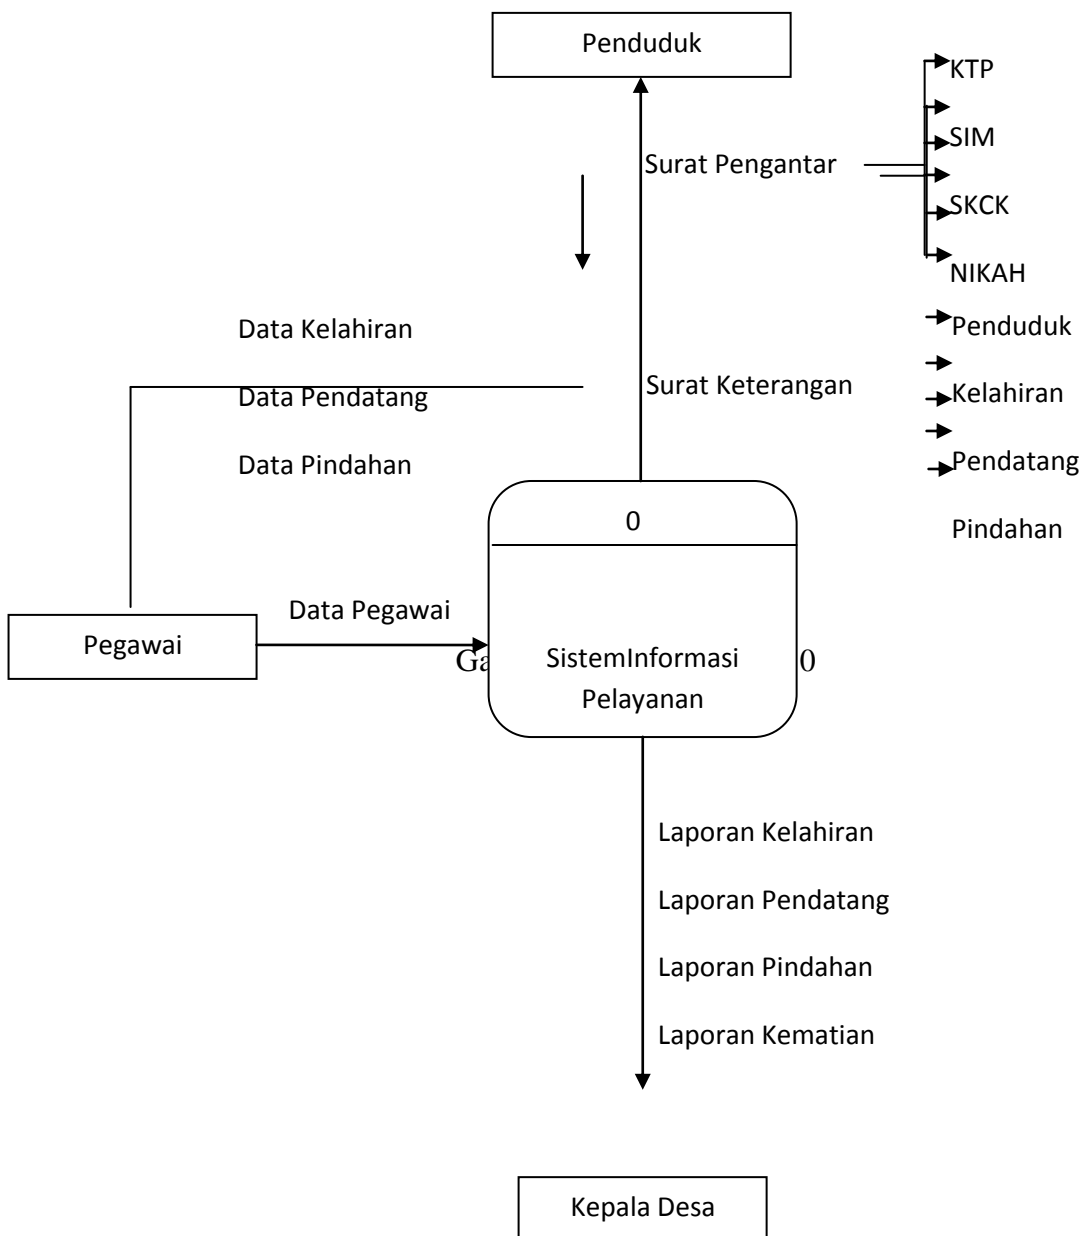 Penduduk
KTP
SIM
Surat Pengantar
SKCK
NIKAH
Data Kelahiran
Penduduk
Data Pendatang
Surat Keterangan
Kelahiran
Data Pindahan
Pendatang
0
Pindahan
Data Pegawai
Pegawai
SistemInformasi
0
Pelayanan
Laporan Kelahiran
Laporan Pendatang
Laporan Pindahan
Laporan Kematian
Kepala Desa